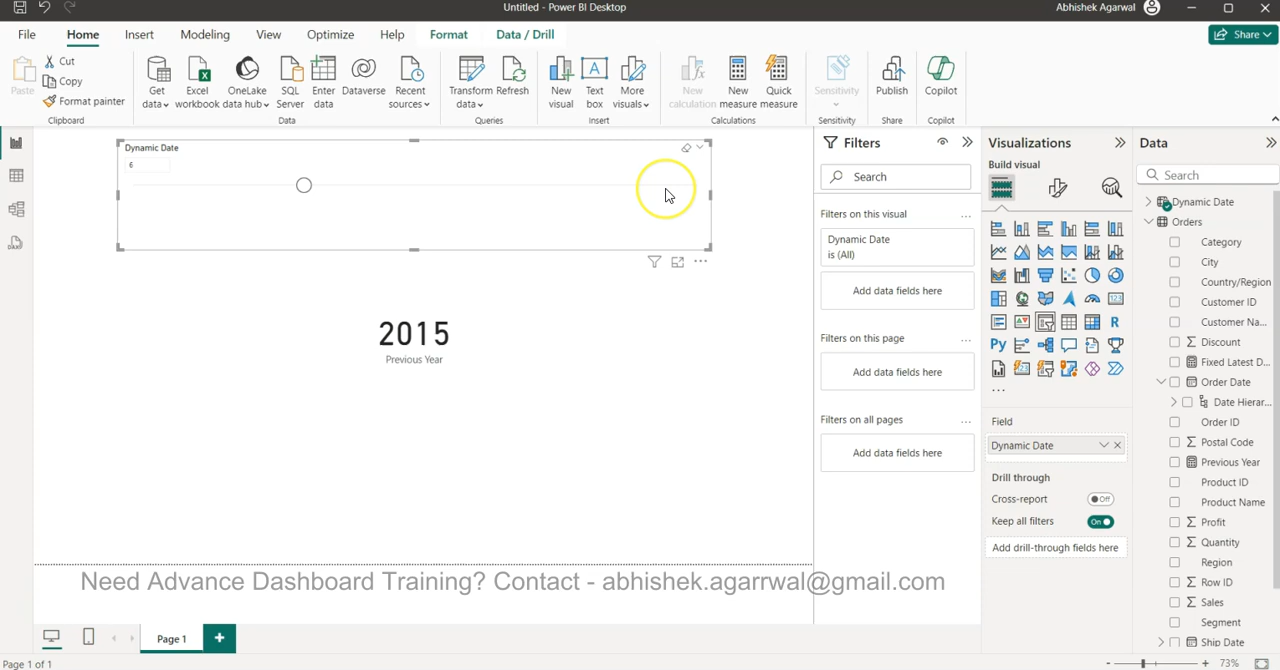 Untitled - Power BI Desktop
Abhishek Agarwal
File Home Insert Modeling View Optimize Help Format Data / Drill
Share
Paste
Cut
Copy
Format painter
Clipboard
Get data
Excel workbook
OneLake data hub
SQL Server
Enter data
Dataverse
Recent sources
Data
Transform data
Refresh
Queries
New visual
Text box
More visuals
Insert
New calculation
New measure
Quick measure
Calculations
Sensitivity
Sensitivity
Publish
Share
Copilot
Copilot
Dynamic Date
6
2015
Previous Year
Need Advance Dashboard Training? Contact - abhishek.agarrwal@gmail.com
Page 1
Page 1 of 1
Filters
Search
Filters on this visual
...
Dynamic Date
is (All)
Add data fields here
Filters on this page
...
Add data fields here
Filters on all pages
...
Add data fields here
Visualizations
Build visual
R
Py
...
Field
Dynamic Date
Drill through
Cross-report
Off
Keep all filters
On
Add drill-through fields here
Data
Search
Dynamic Date
Orders
Category
City
Country/Region
Customer ID
Customer Na...
Discount
Fixed Latest D...
Order Date
Date Hierar...
Order ID
Postal Code
Previous Year
Product ID
Product Name
Profit
Quantity
Region
Row ID
Sales
Segment
Ship Date
- + 73%